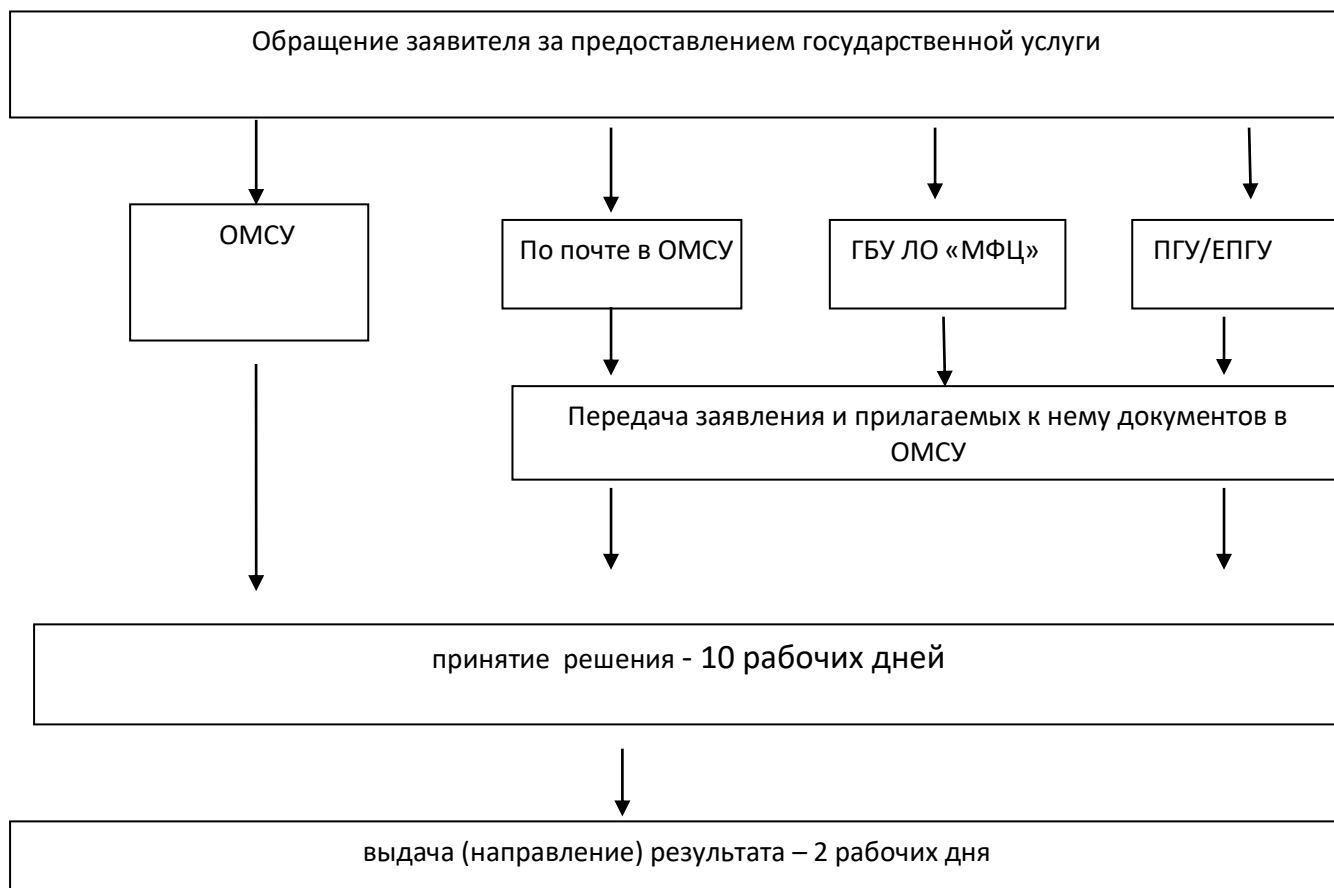 Обращение заявителя за предоставлением государственной услуги
ОМСУ
По почте в ОМСУ
ГБУ ЛО «МФЦ»
ПГУ/ЕПГУ
Передача заявления и прилагаемых к нему документов в
ОМСУ
принятие решения - 10 рабочих дней
выдача (направление) результата – 2 рабочих дня